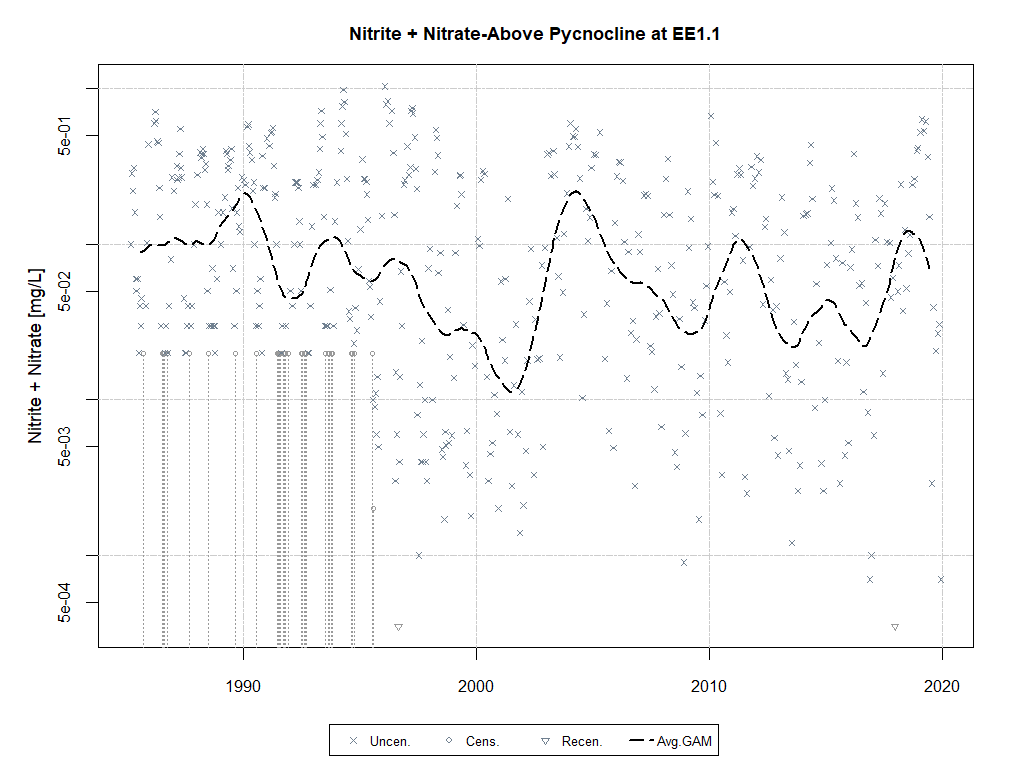 Nitrite + Nitrate-Above Pycnocline at EE1.1
Nitrite + Nitrate [mg/L]
5e-01
5e-02
5e-03
5e-04
1990 2000 2010 2020
Uncen. Cens. Recen. Avg.GAM